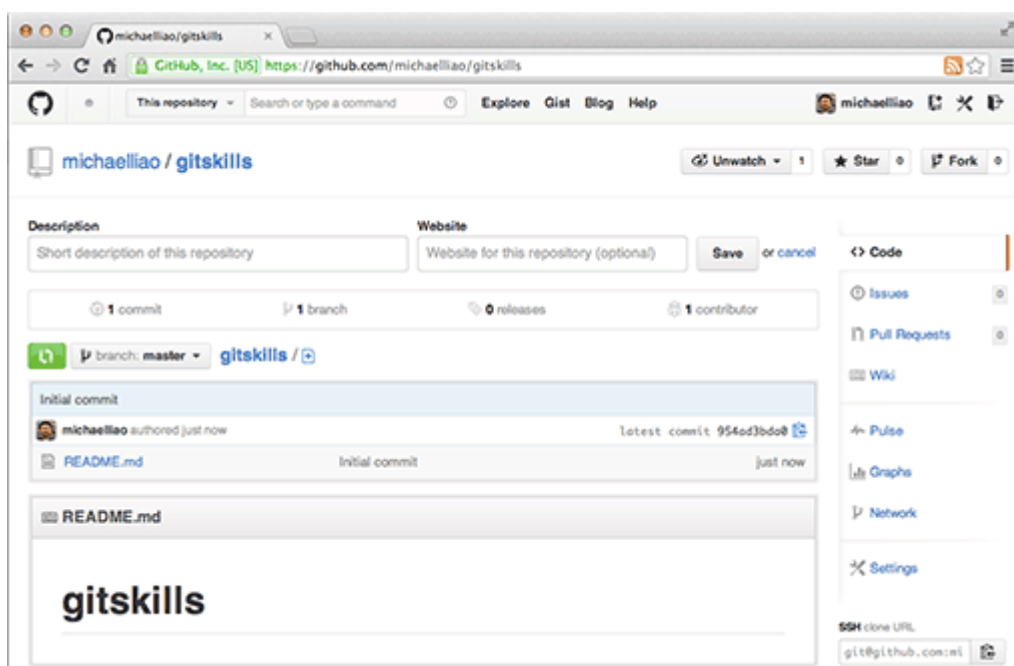 michaelliao/gitskills
GitHub, Inc. [US] https://github.com/michaelliao/gitskills
This repository Search or type a command Explore Gist Blog Help michaelliao
michaelliao / gitskills
Unwatch 1 Star 0 Fork 0
Description Website
Short description of this repository Website for this repository (optional) Save or cancel
1 commit 1 branch 0 releases 1 contributor
branch: master gitskills /
Initial commit
michaelliao authored just now latest commit 954ad3bda0
README.md Initial commit just now
README.md
gitskills
Code
Issues 0
Pull Requests 0
Wiki
Pulse
Graphs
Network
Settings
SSH clone URL
git@github.com:mi